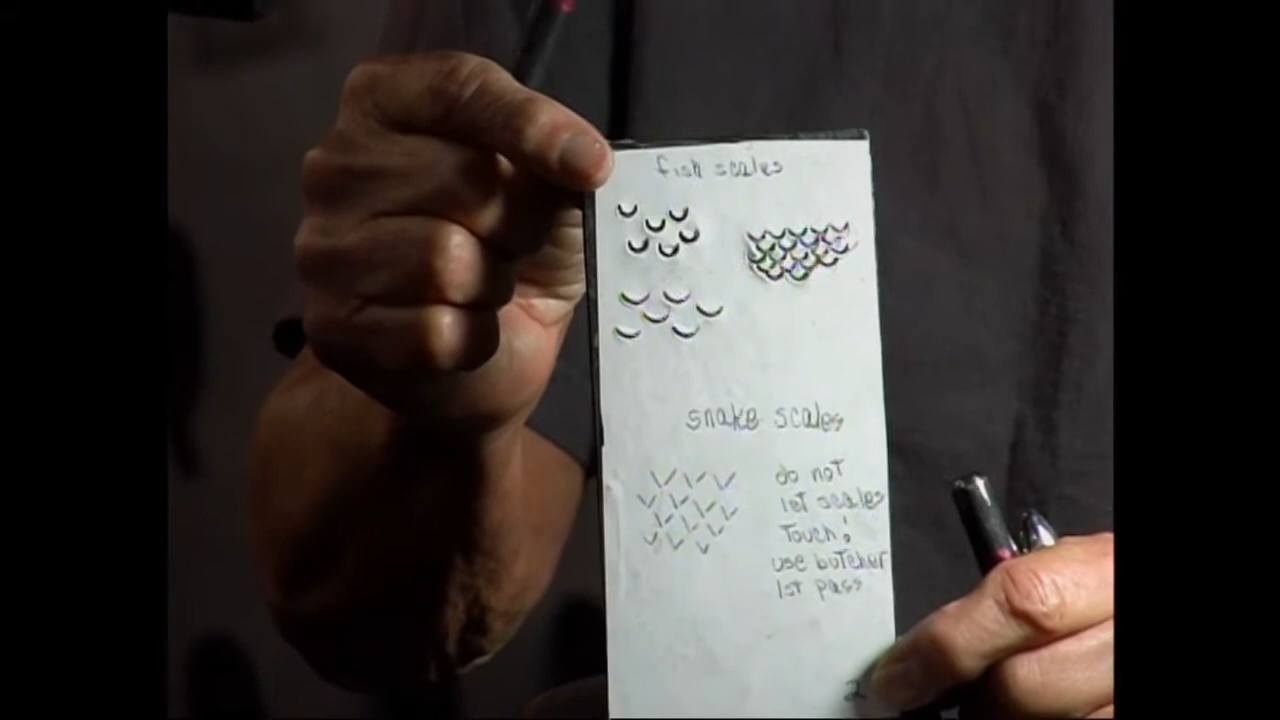 fish scales
snake scales
do not
let scales
Touch!
use butcher
1st pass